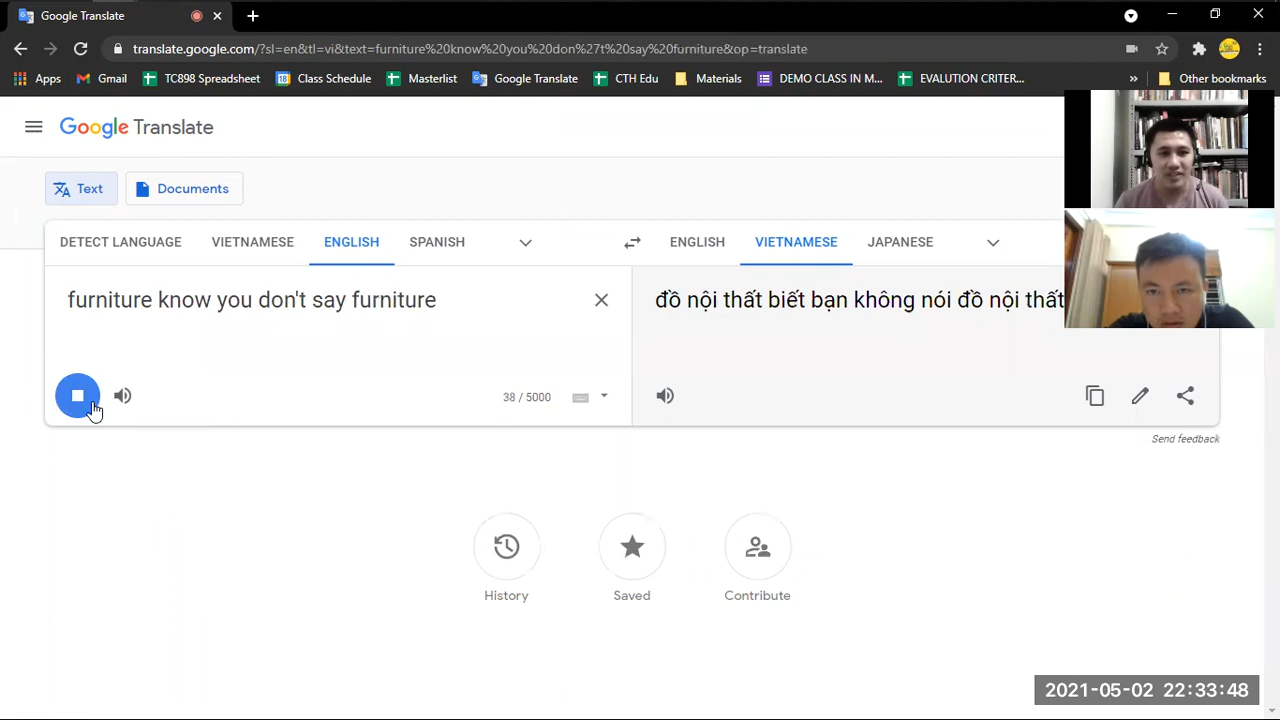 Google Translate
translate.google.com/?sl=en&tl=vi&text=furniture%20know%20you%20don%27t%20say%20furniture&op=translate
Apps
Gmail
TC898 Spreadsheet
18
Class Schedule
Masterlist
Google Translate
CTH Edu
Materials
DEMO CLASS IN M...
EVALUTION CRITER...
»
Other bookmarks
Google Translate
Text
Documents
DETECT LANGUAGE
VIETNAMESE
ENGLISH
SPANISH
ENGLISH
VIETNAMESE
JAPANESE
furniture know you don't say furniture
đồ nội thất biết bạn không nói đồ nội thất
38 / 5000
Send feedback
History
Saved
Contribute
2021-05-02 22:33:48